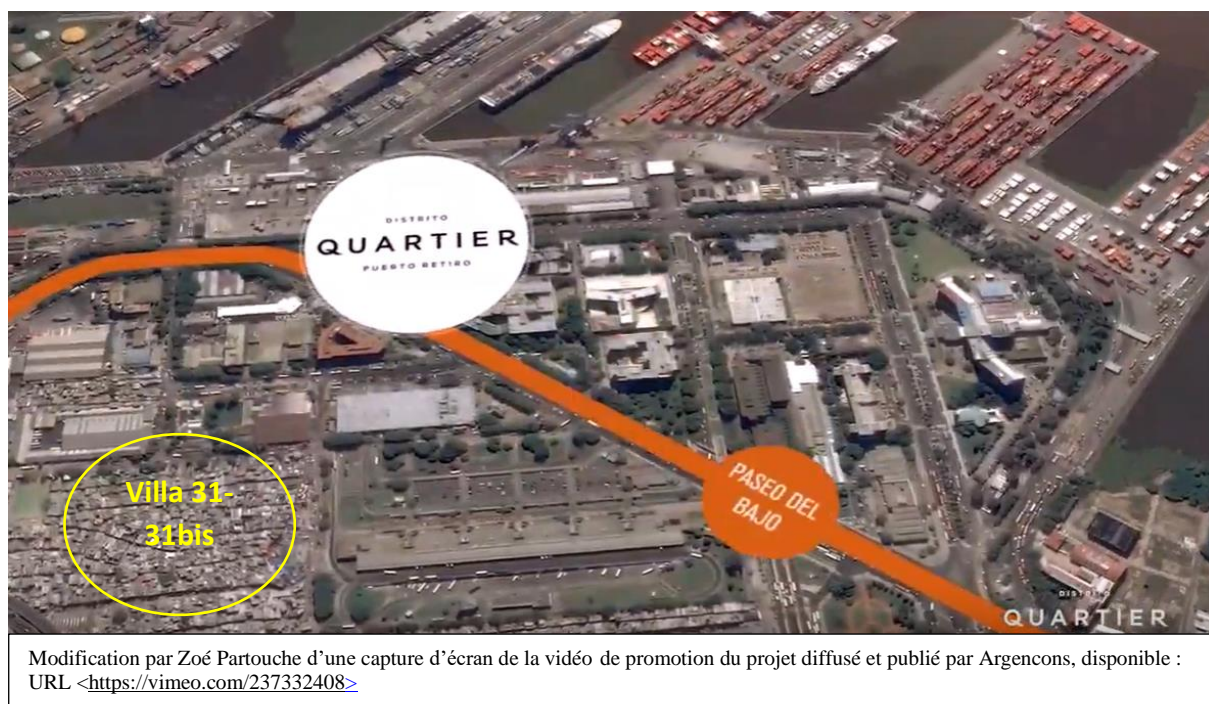 DISTRITO
QUARTIER
PUERTO RETIRO
Villa 31-
31bis
PASEO DEL
BAJO
DISTRITO
QUARTIER
Modification par Zoé Partouche d’une capture d’écran de la vidéo de promotion du projet diffusé et publié par Argencons, disponible :
URL <https://vimeo.com/237332408>